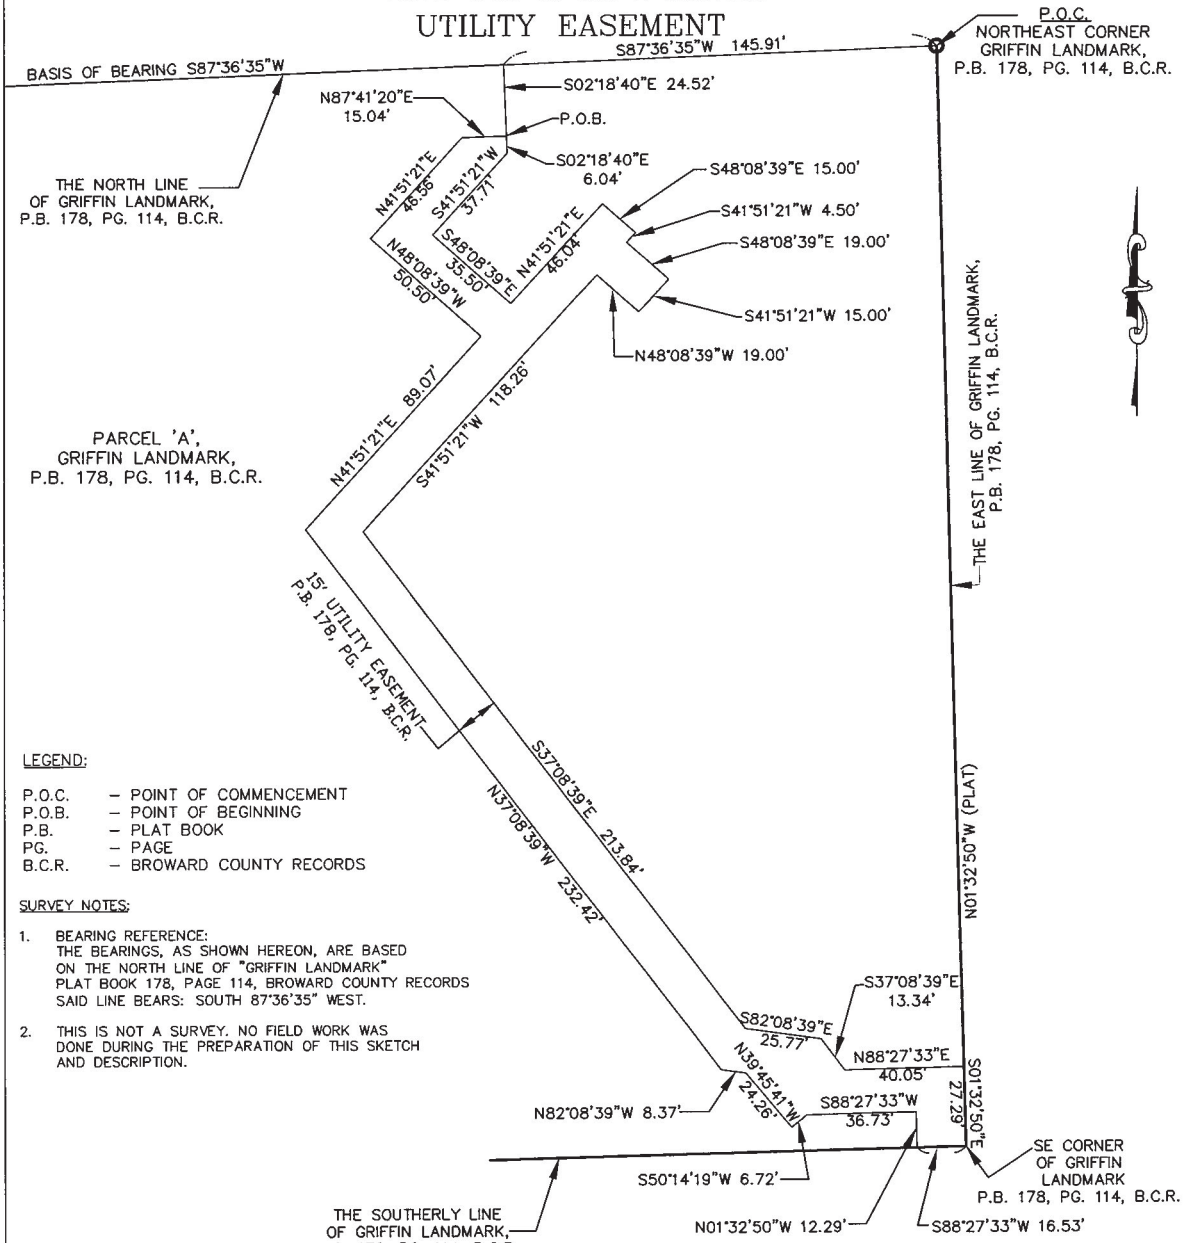 UTILITY EASEMENT
P.O.C.
NORTHEAST CORNER
GRIFFIN LANDMARK,
P.B. 178, PG. 114, B.C.R.
S87°36'35"W 145.91'
BASIS OF BEARING S87°36'35"W
S02°18'40"E 24.52'
N87°41'20"E
15.04'
P.O.B.
S02°18'40"E
6.04'
THE NORTH LINE
OF GRIFFIN LANDMARK,
P.B. 178, PG. 114, B.C.R.
N41°51'21"E
46.56'
S41°51'21"W
37.71'
S48°08'39"E
35.50'
N48°08'39"W
50.50'
N41°51'21"E
46.04'
S48°08'39"E 15.00'
S41°51'21"W 4.50'
S48°08'39"E 19.00'
S41°51'21"W 15.00'
N48°08'39"W 19.00'
N41°51'21"E 89.07'
S41°51'21"W 118.26'
THE EAST LINE OF GRIFFIN LANDMARK,
P.B. 178, PG. 114, B.C.R.
PARCEL 'A',
GRIFFIN LANDMARK,
P.B. 178, PG. 114, B.C.R.
15' UTILITY EASEMENT
P.B. 178, PG. 114, B.C.R.
S37°08'39"E 213.84'
N37°08'39"W 232.42'
N01°32'50"W (PLAT)
LEGEND:
P.O.C. – POINT OF COMMENCEMENT
P.O.B. – POINT OF BEGINNING
P.B. – PLAT BOOK
PG. – PAGE
B.C.R. – BROWARD COUNTY RECORDS
SURVEY NOTES:
1. BEARING REFERENCE:
THE BEARINGS, AS SHOWN HEREON, ARE BASED
ON THE NORTH LINE OF "GRIFFIN LANDMARK"
PLAT BOOK 178, PAGE 114, BROWARD COUNTY RECORDS
SAID LINE BEARS: SOUTH 87°36'35" WEST.
2. THIS IS NOT A SURVEY. NO FIELD WORK WAS
DONE DURING THE PREPARATION OF THIS SKETCH
AND DESCRIPTION.
S37°08'39"E
13.34'
S82°08'39"E
25.77'
N88°27'33"E
40.05'
N39°45'41"W
24.26'
S88°27'33"W
36.73'
S01°32'50"E
27.29'
N82°08'39"W 8.37'
S50°14'19"W 6.72'
SE CORNER
OF GRIFFIN
LANDMARK
P.B. 178, PG. 114, B.C.R.
N01°32'50"W 12.29'
S88°27'33"W 16.53'
THE SOUTHERLY LINE
OF GRIFFIN LANDMARK,